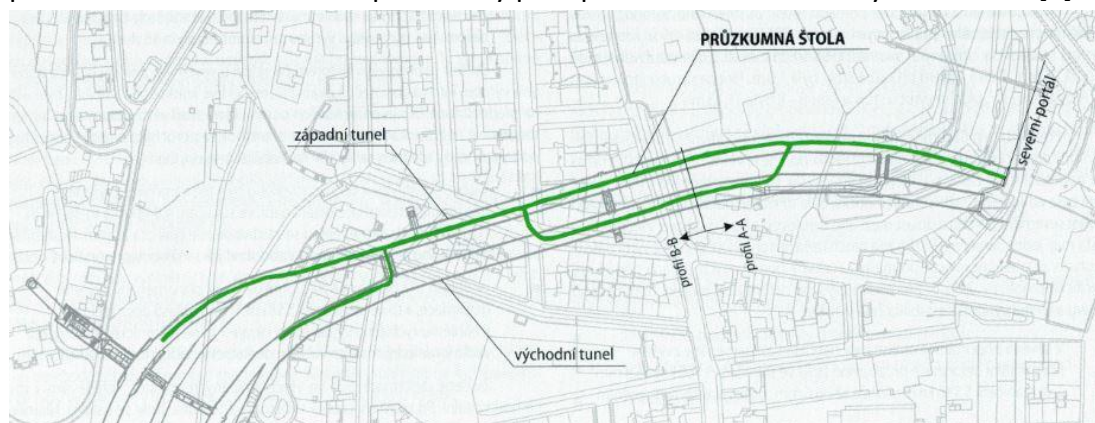 PRŮZKUMNÁ ŠTOLA
severní portál
západní tunel
profil B-B
profil A-A
východní tunel